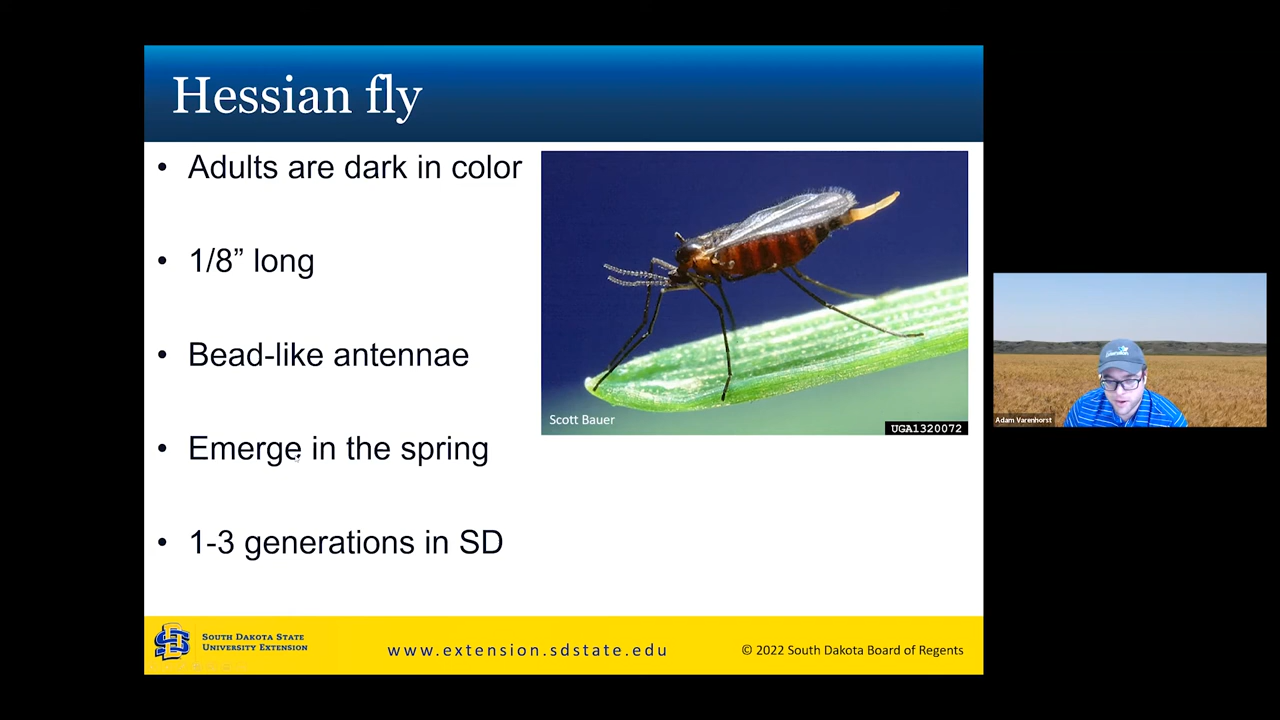 Hessian fly
• Adults are dark in color
• 1/8” long
• Bead-like antennae
• Emerge in the spring
• 1-3 generations in SD
Scott Bauer
UGA1320072
Adam Varenhorst
SOUTH DAKOTA STATE
UNIVERSITY EXTENSION
www.extension.sdstate.edu
© 2022 South Dakota Board of Regents